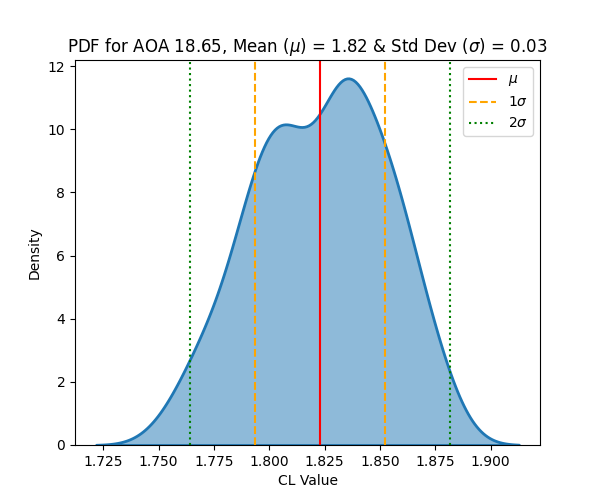 PDF for AOA 18.65, Mean (μ) = 1.82 & Std Dev (σ) = 0.03
12
10
8
6
4
2
0
Density
μ
1σ
2σ
1.725 1.750 1.775 1.800 1.825 1.850 1.875 1.900
CL Value